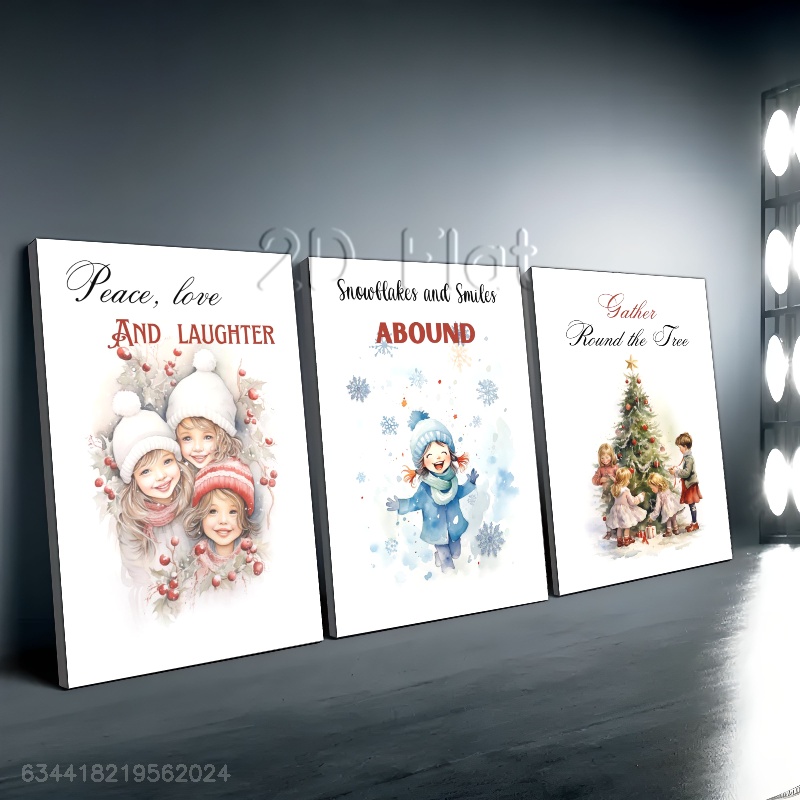 2D Flat
Peace, love
AND LAUGHTER
Snowflakes and Smiles
ABOUND
Gather
Round the Tree
634418219562024